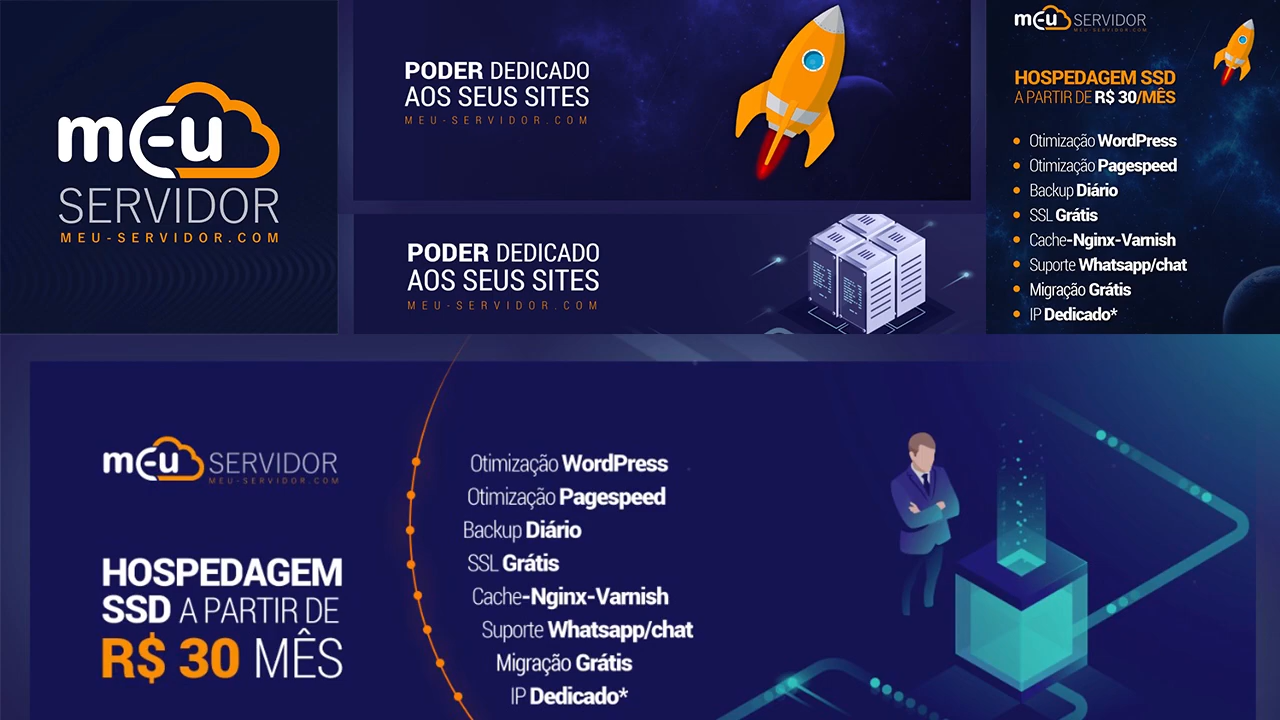 meu
SERVIDOR
MEU-SERVIDOR.COM
PODER DEDICADO
AOS SEUS SITES
MEU-SERVIDOR.COM
PODER DEDICADO
AOS SEUS SITES
MEU-SERVIDOR.COM
meu SERVIDOR
MEU-SERVIDOR.COM
HOSPEDAGEM SSD
A PARTIR DE R$ 30/MÊS
Otimização WordPress
Otimização Pagespeed
Backup Diário
SSL Grátis
Cache-Nginx-Varnish
Suporte Whatsapp/chat
Migração Grátis
IP Dedicado*
meu SERVIDOR
MEU-SERVIDOR.COM
HOSPEDAGEM
SSD A PARTIR DE
R$ 30 MÊS
Otimização WordPress
Otimização Pagespeed
Backup Diário
SSL Grátis
Cache-Nginx-Varnish
Suporte Whatsapp/chat
Migração Grátis
IP Dedicado*